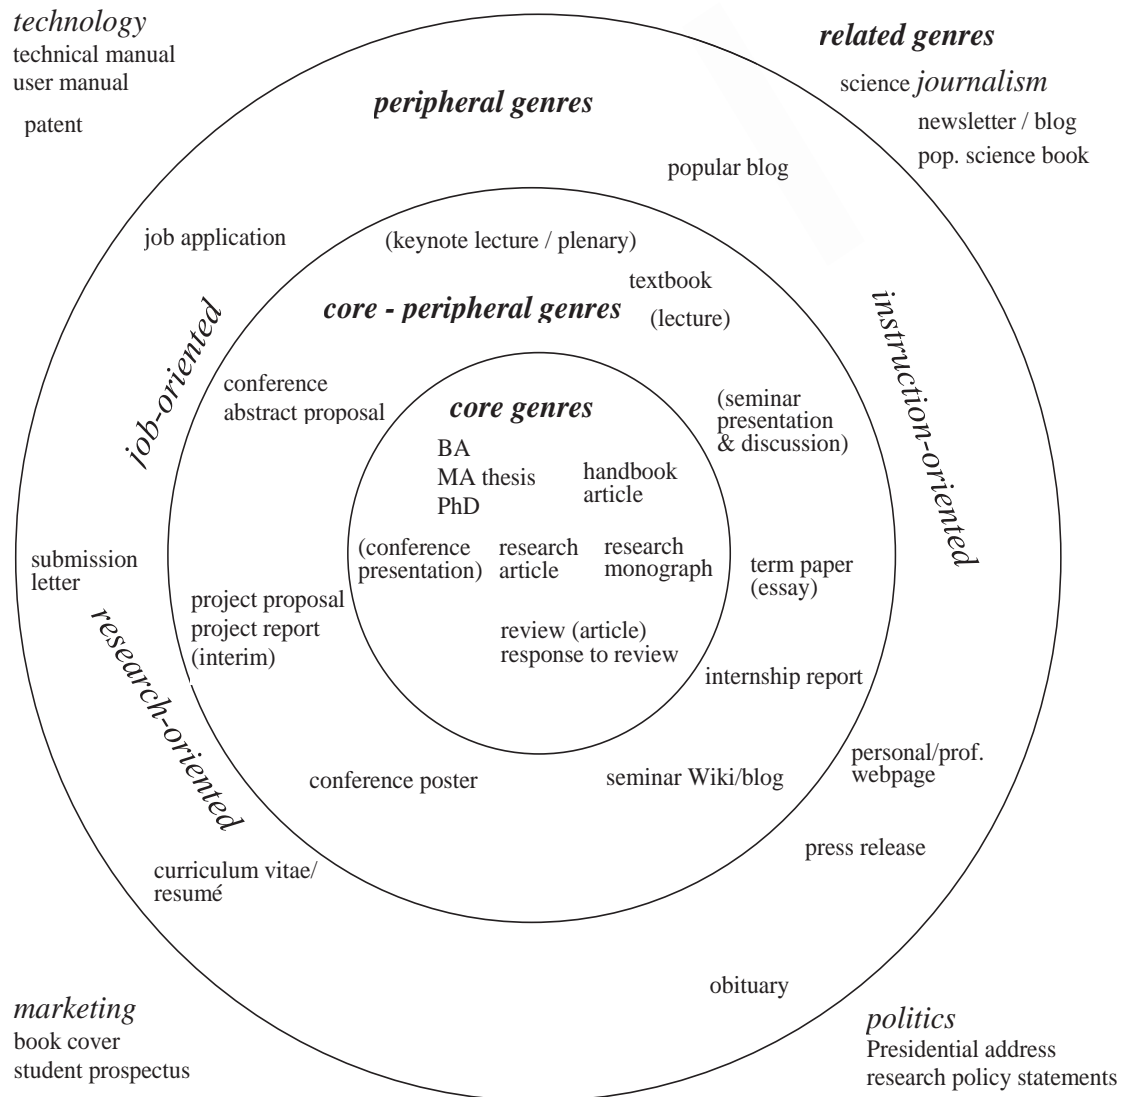 technology
technical manual
user manual
patent
related genres
science journalism
newsletter / blog
pop. science book
peripheral genres
popular blog
job application
(keynote lecture / plenary)
textbook
core - peripheral genres
(lecture)
job-oriented
instruction-oriented
conference
abstract proposal
(seminar
presentation
& discussion)
core genres
BA
MA thesis
PhD
handbook
article
(conference
presentation)
research
article
research
monograph
term paper
(essay)
submission
letter
project proposal
project report
(interim)
review (article)
response to review
research-oriented
internship report
personal/prof.
webpage
conference poster
seminar Wiki/blog
press release
curriculum vitae/
resumé
obituary
marketing
book cover
student prospectus
politics
Presidential address
research policy statements